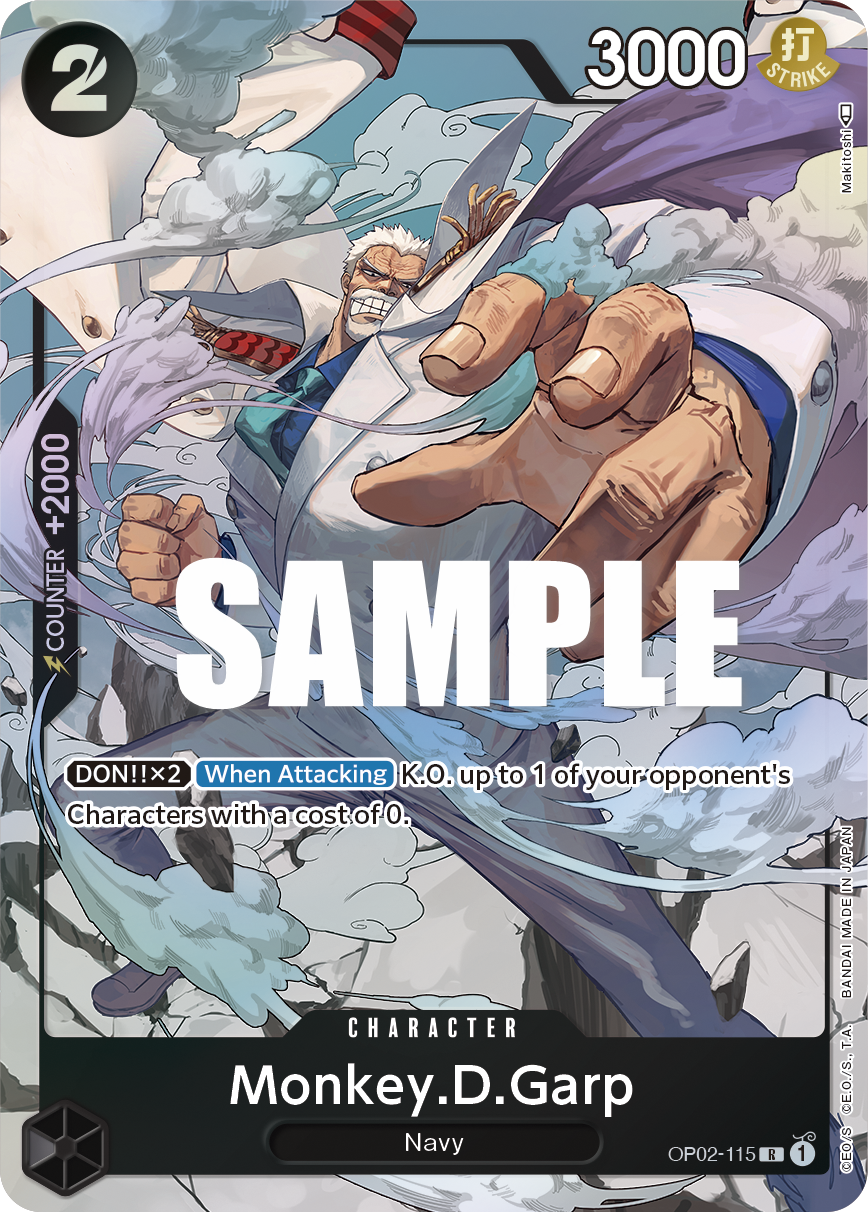 2
3000
打
STRIKE
Makitoshi
COUNTER +2000
SAMPLE
DON!!×2 When Attacking K.O. up to 1 of your opponent's
Characters with a cost of 0.
CHARACTER
Monkey.D.Garp
Navy
OP02-115 R 1
©EO/S ©E.O./S., T.A. BANDAI MADE IN JAPAN